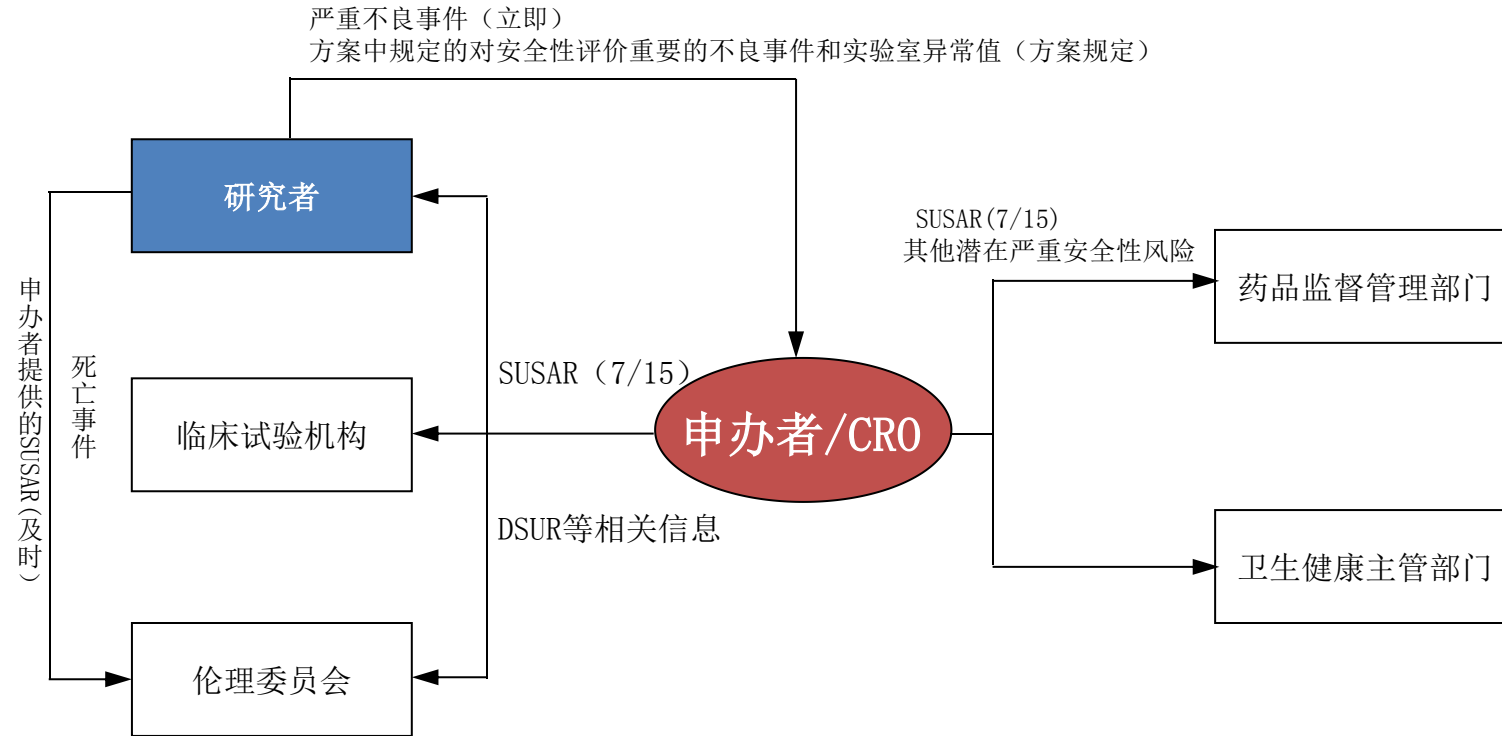 严重不良事件（立即）
方案中规定的对安全性评价重要的不良事件和实验室异常值（方案规定）
研究者
SUSAR(7/15)
其他潜在严重安全性风险
药品监督管理部门
申办者提供的SUSAR(及时)
死亡事件
SUSAR（7/15）
临床试验机构
申办者/CRO
DSUR等相关信息
卫生健康主管部门
伦理委员会